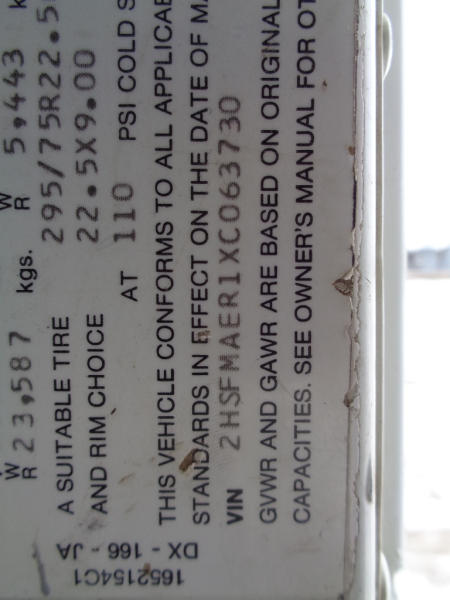 W
R 23,587 kgs. W
R 5,443 k
A SUITABLE TIRE 295/75R22.5
AND RIM CHOICE 22.5X9.00
AT 110 PSI COLD S
THIS VEHICLE CONFORMS TO ALL APPLICAB
STANDARDS IN EFFECT ON THE DATE OF MA
VIN 2HSFMAER1XC063730
GVWR AND GAWR ARE BASED ON ORIGINAL
CAPACITIES. SEE OWNER'S MANUAL FOR OT
1652154C1
DX - 166 - JA